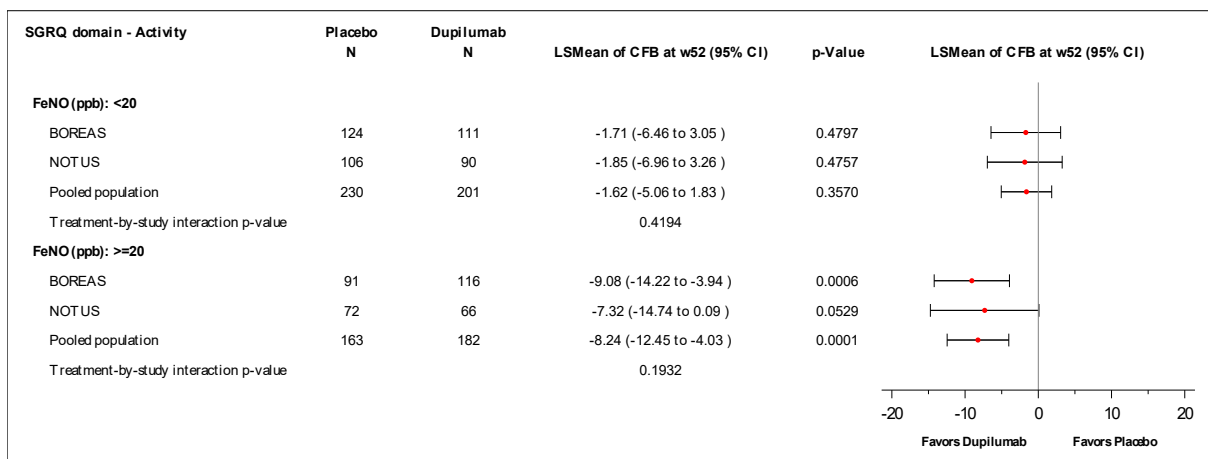 SGRQ domain - Activity Placebo Dupilumab LSMean of CFB at w52 (95% CI) p-Value LSMean of CFB at w52 (95% CI)
N N
FeNO (ppb): <20
BOREAS 124 111 -1.71 (-6.46 to 3.05 ) 0.4797
NOTUS 106 90 -1.85 (-6.96 to 3.26 ) 0.4757
Pooled population 230 201 -1.62 (-5.06 to 1.83 ) 0.3570
Treatment-by-study interaction p-value 0.4194
FeNO (ppb): >=20
BOREAS 91 116 -9.08 (-14.22 to -3.94 ) 0.0006
NOTUS 72 66 -7.32 (-14.74 to 0.09 ) 0.0529
Pooled population 163 182 -8.24 (-12.45 to -4.03 ) 0.0001
Treatment-by-study interaction p-value 0.1932
-20 -10 0 10 20
Favors Dupilumab Favors Placebo